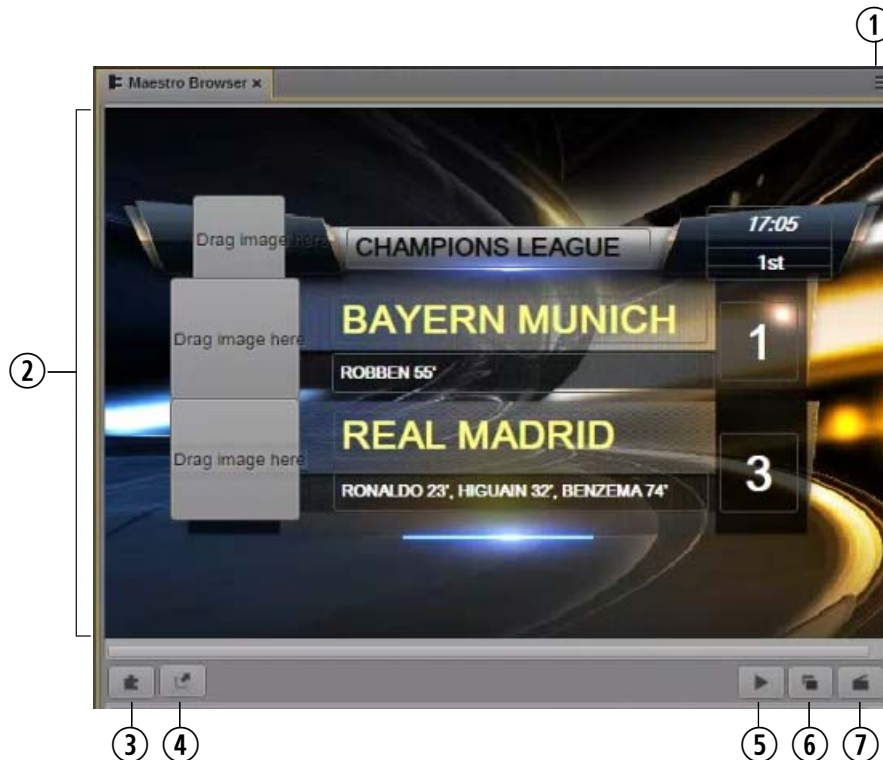 1
Maestro Browser ×
2
Drag image here
CHAMPIONS LEAGUE
17:05
1st
Drag image here
BAYERN MUNICH
1
ROBBEN 55'
Drag image here
REAL MADRID
3
RONALDO 23', HIGUAIN 32', BENZEMA 74'
3
4
5
6
7